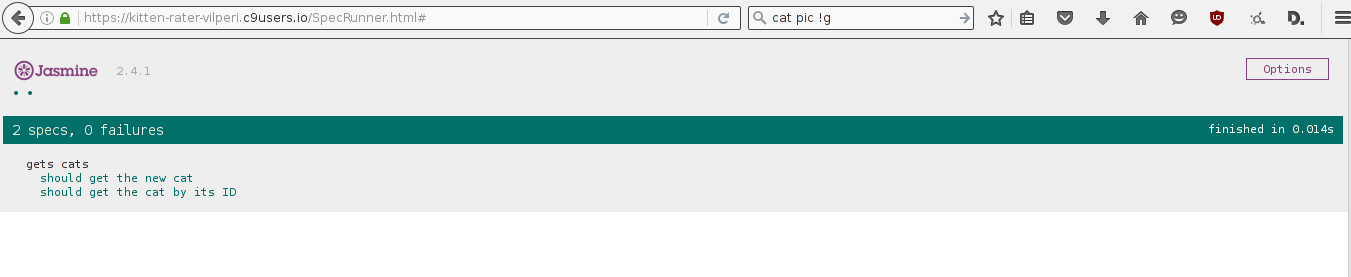 https://kitten-rater-vilperi.c9users.io/SpecRunner.html#
cat pic !g
Jasmine 2.4.1
Options
2 specs, 0 failures
finished in 0.014s
gets cats
should get the new cat
should get the cat by its ID